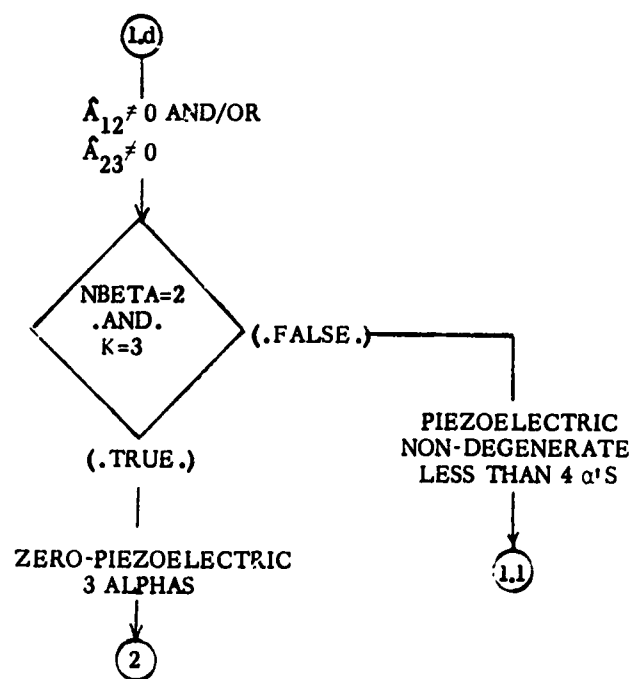 1.d
Â12 ≠ 0 AND/OR
Â23 ≠ 0
NBETA=2
.AND.
K=3
(.FALSE.)
(.TRUE.)
PIEZOELECTRIC
NON-DEGENERATE
LESS THAN 4 α'S
1.1
ZERO-PIEZOELECTRIC
3 ALPHAS
2